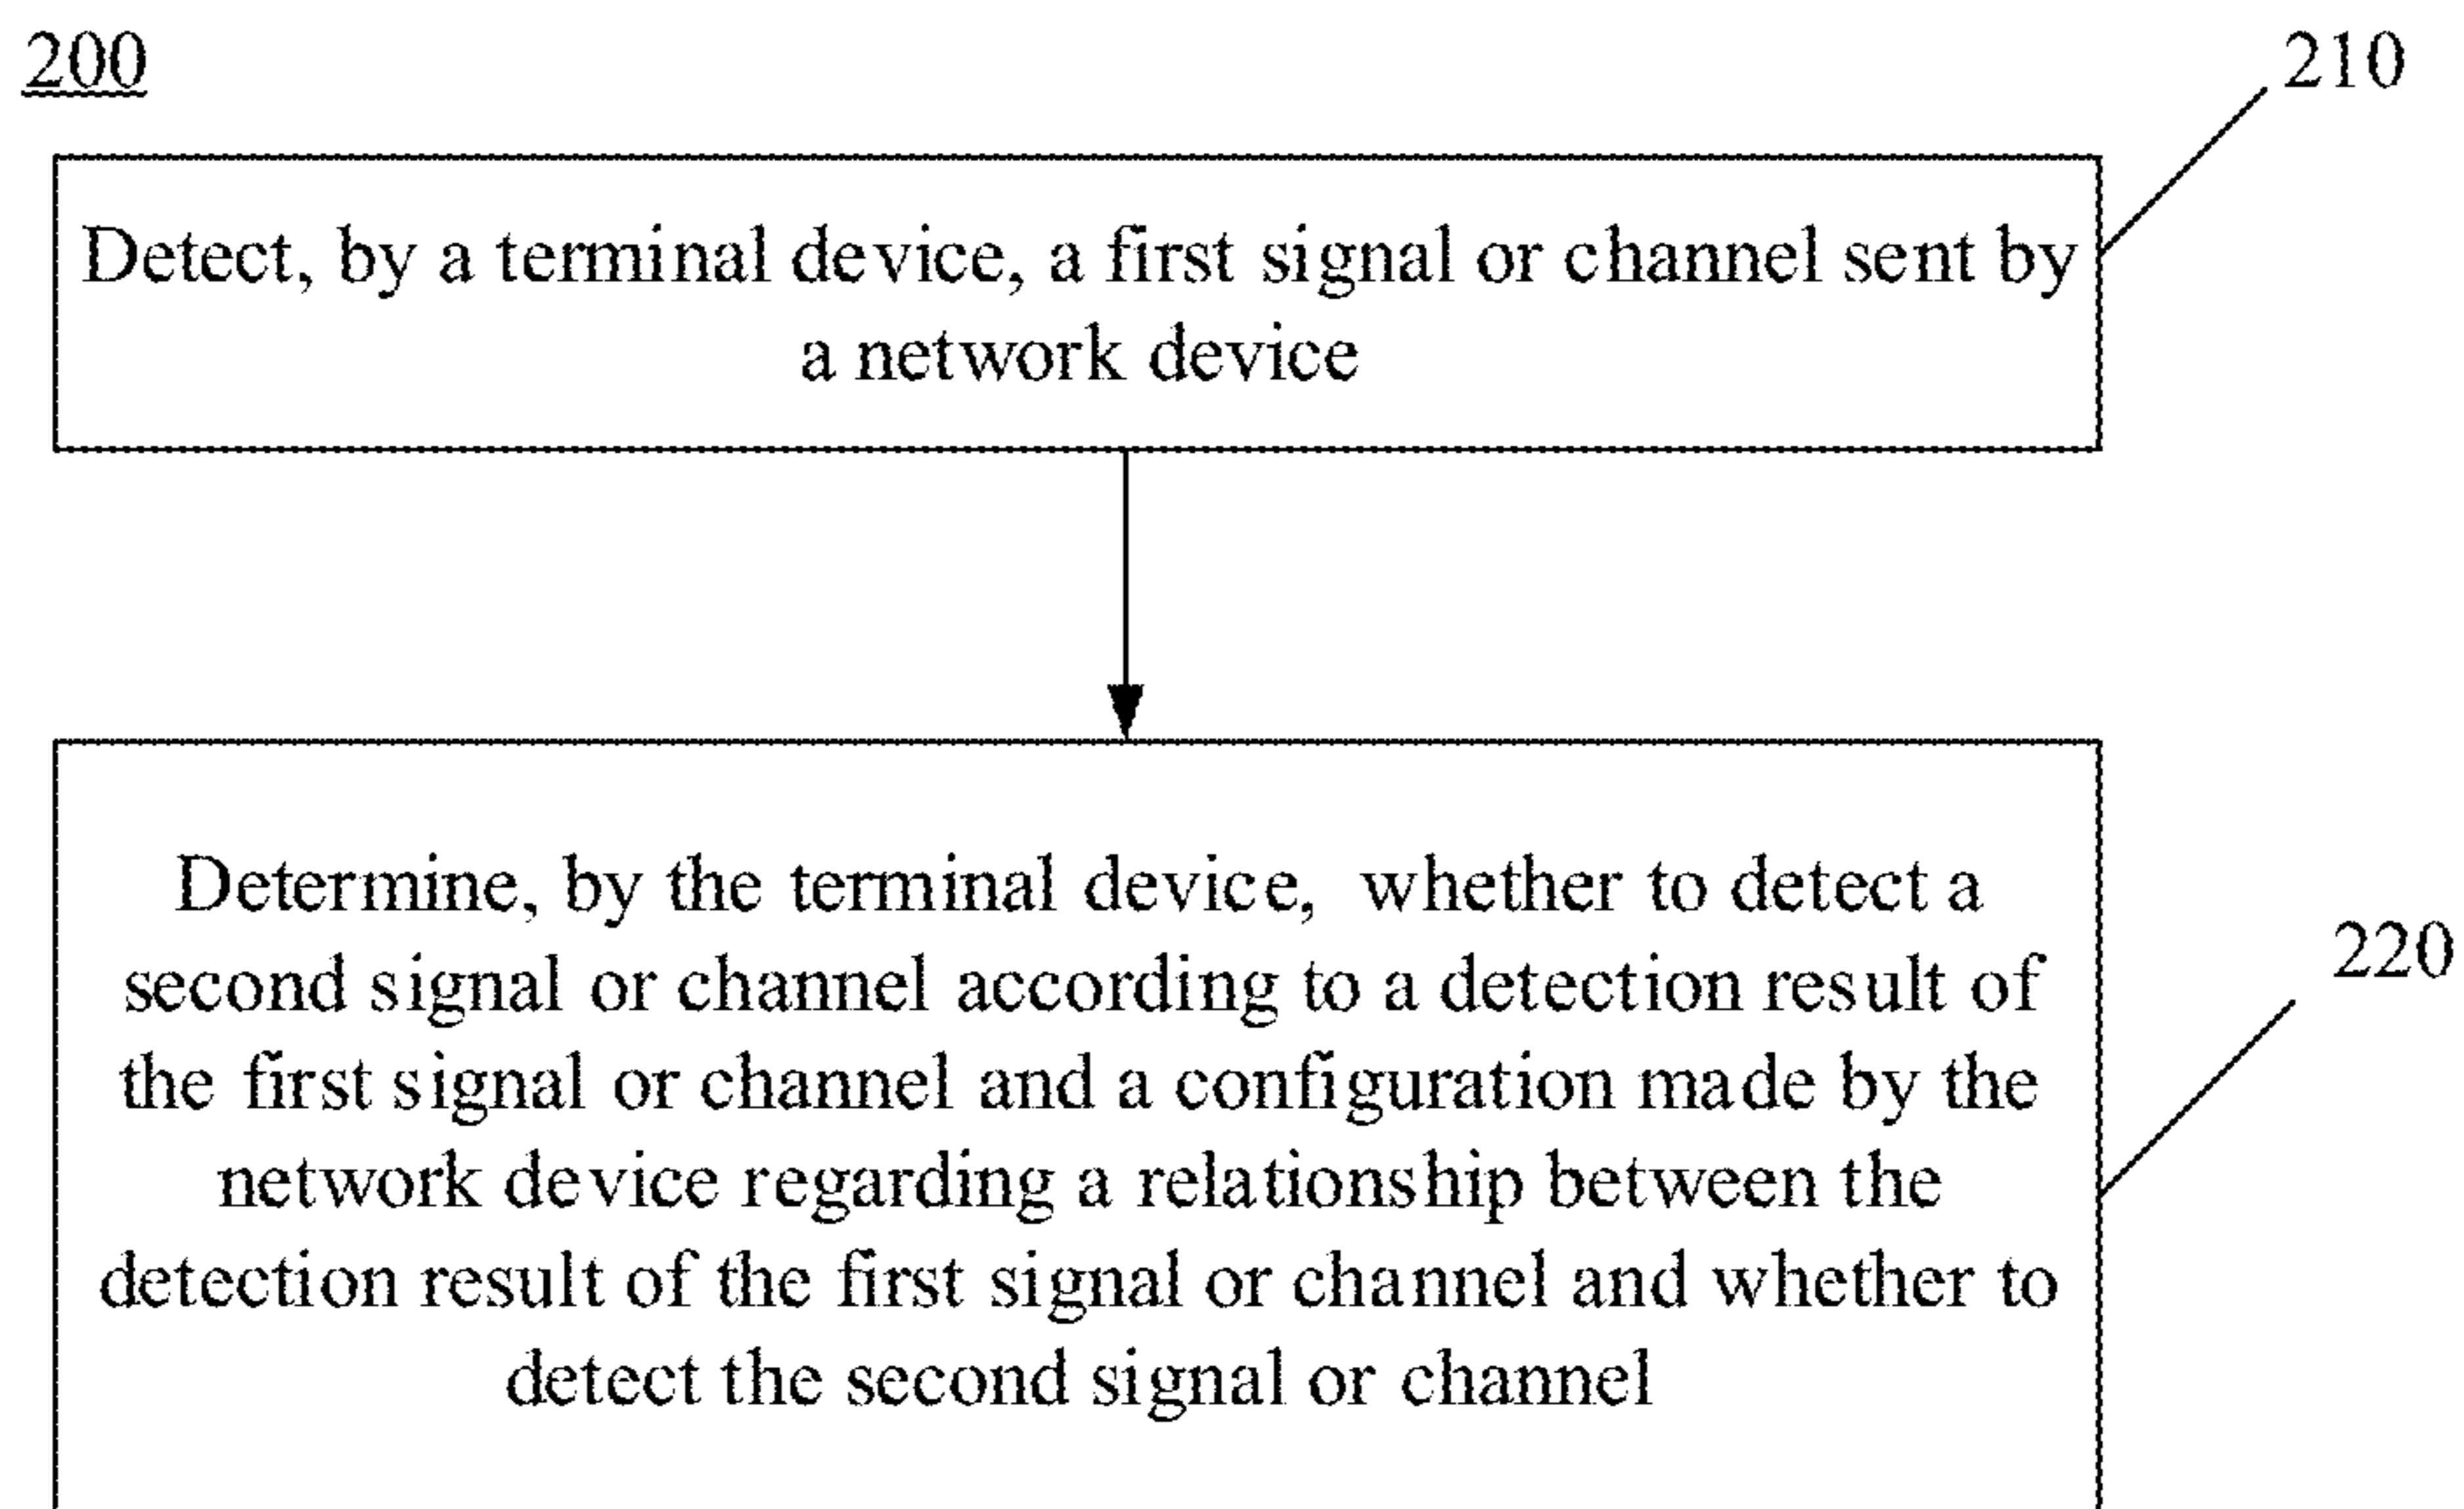 200
210
Detect, by a terminal device, a first signal or channel sent by
a network device
Determine, by the terminal device, whether to detect a
second signal or channel according to a detection result of
the first signal or channel and a configuration made by the
network device regarding a relationship between the
detection result of the first signal or channel and whether to
detect the second signal or channel
220